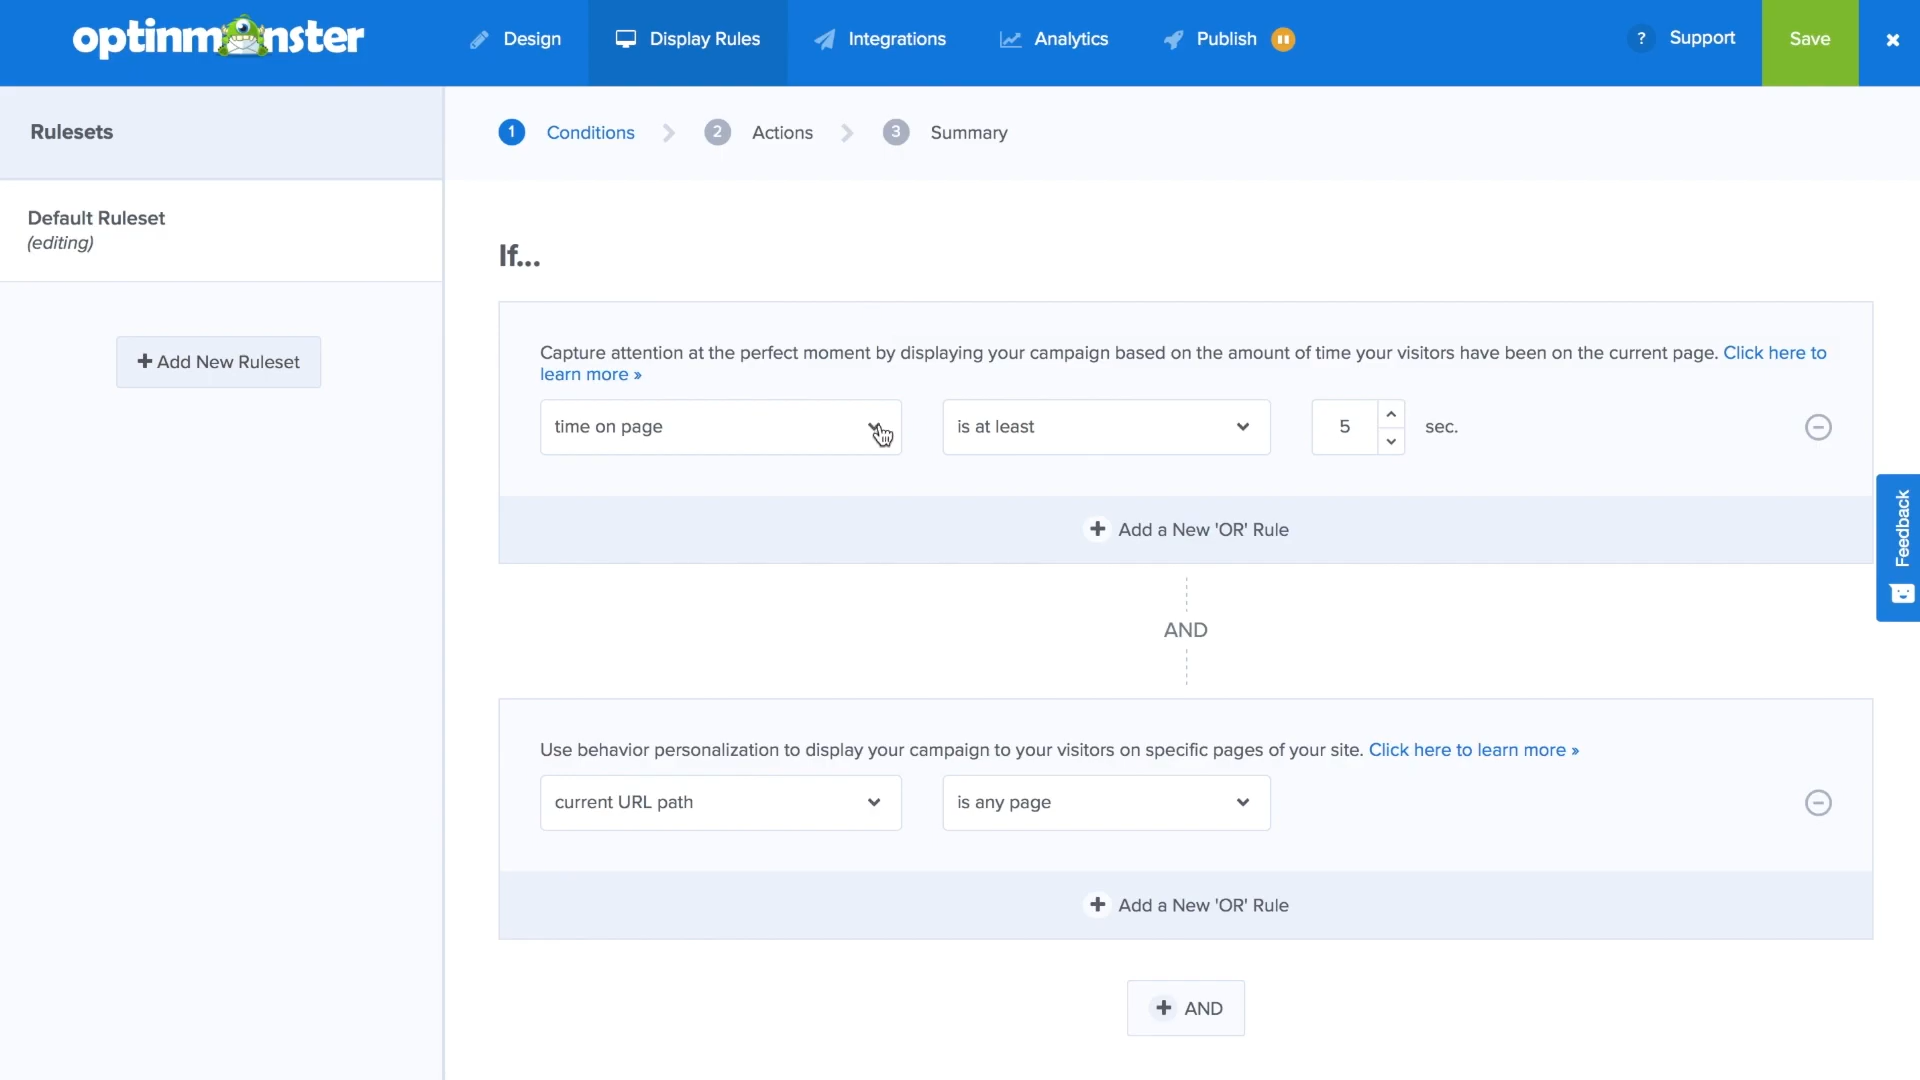 optinmonster
Design
Display Rules
Integrations
Analytics
Publish
? Support
Save
Rulesets
Default Ruleset
(editing)
+ Add New Ruleset
1 Conditions
2 Actions
3 Summary
If...
Capture attention at the perfect moment by displaying your campaign based on the amount of time your visitors have been on the current page. Click here to
learn more »
time on page
is at least
5
sec.
+ Add a New 'OR' Rule
AND
Use behavior personalization to display your campaign to your visitors on specific pages of your site. Click here to learn more »
current URL path
is any page
+ Add a New 'OR' Rule
+ AND
Feedback